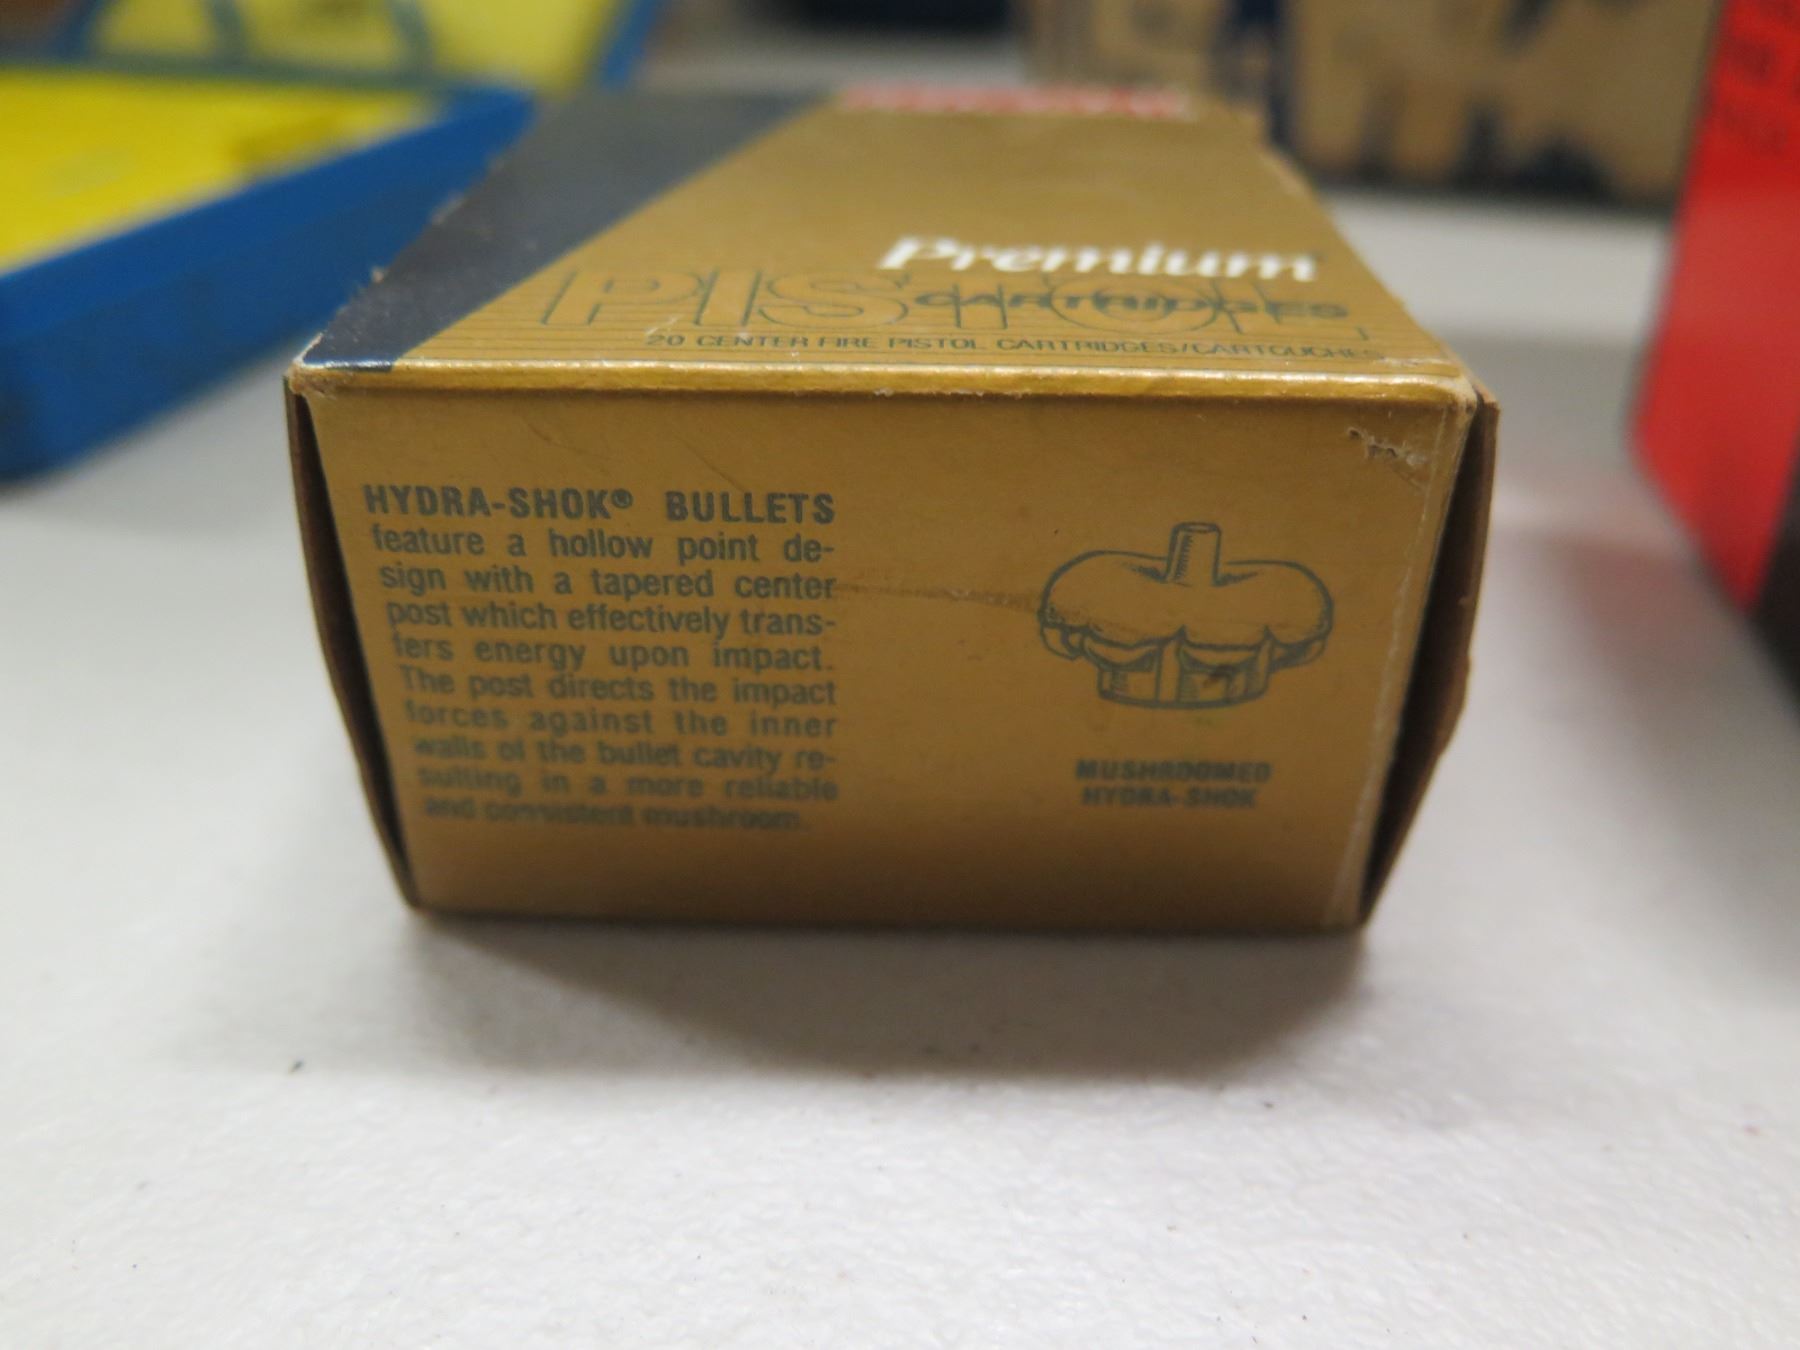 Premium
PISTOL
CARTRIDGES
20 CENTER FIRE PISTOL CARTRIDGES/CARTOUCHES
HYDRA-SHOK® BULLETS
feature a hollow point de-
sign with a tapered center
post which effectively trans-
fers energy upon impact.
The post directs the impact
forces against the inner
walls of the bullet cavity re-
sulting in a more reliable
and consistent mushroom.
MUSHROOMED
HYDRA-SHOK